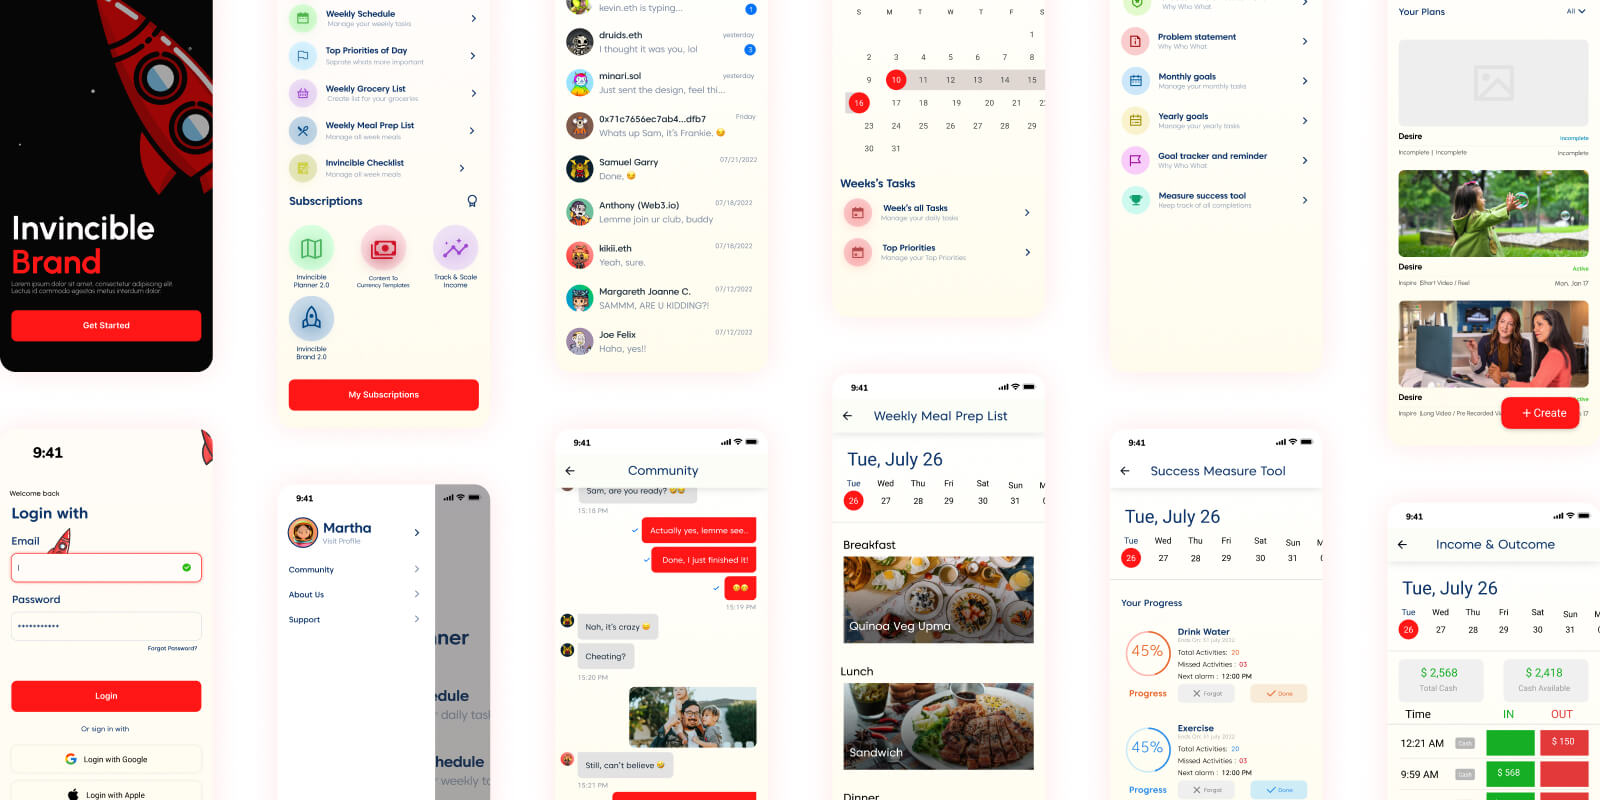 Invincible
Brand
Lorem ipsum dolor sit amet, consectetur adipiscing elit.
Lectus id commodo egestas metus interdum dolor.
Get Started
9:41
Welcome back
Login with
Email
Password
***********
Forgot Password?
Login
Or sign in with
Login with Google
Login with Apple
Weekly Schedule
Manage your weekly tasks
Top Priorities of Day
Saprate whats more important
Weekly Grocery List
Create list for your groceries
Weekly Meal Prep List
Manage all week meals
Invincible Checklist
Manage all week meals
Subscriptions
Invincible
Planner 2.0
Content To
Currency Templates
Track & Scale
Income
Invincible
Brand 2.0
My Subscriptions
9:41
Martha
Visit Profile
Community
About Us
Support
nner
edule
r daily task
hedule
r weekly to
kevin.eth is typing...
1
druids.eth
yesterday
I thought it was you, lol
3
minari.sol
yesterday
Just sent the design, feel thi...
0x71c7656ec7ab4...dfb7
Friday
Whats up Sam, it's Frankie. 😏
Samuel Garry
07/21/2022
Done, 😏
Anthony (Web3.io)
07/18/2022
Lemme join ur club, buddy
kikii.eth
07/18/2022
Yeah, sure.
Margareth Joanne C.
07/12/2022
SAMMM, ARE U KIDDING?!
Joe Felix
07/12/2022
Haha, yes!!
9:41
Community
Sam, are you ready?
15:18 PM
Actually yes, lemme see..
Done, I just finished it!
15:19 PM
Nah, it's crazy
Cheating?
15:20 PM
Still, can't believe
15:21 PM
S M T W T F S
1
2 3 4 5 6 7 8
9 10 11 12 13 14 15
16 17 18 19 20 21 2
23 24 25 26 27 28 29
30 31
Weeks's Tasks
Week's all Tasks
Manage your daily tasks
Top Priorities
Manage your Top Priorities
9:41
Weekly Meal Prep List
Tue, July 26
Tue Wed Thu Fri Sat Sun M
26 27 28 29 30 31
Breakfast
Quinoa Veg Upma
Lunch
Sandwich
Dinner
Why Who What
Problem statement
Why Who What
Monthly goals
Manage your monthly tasks
Yearly goals
Manage your yearly tasks
Goal tracker and reminder
Why Who What
Measure success tool
Keep track of all completions
9:41
Success Measure Tool
Tue, July 26
Tue Wed Thu Fri Sat Sun M
26 27 28 29 30 31
Your Progress
45%
Progress
Drink Water
Ends On: 31 july 2022
Total Activities: 20
Missed Activities : 03
Next alarm : 12:00 PM
Forgot
Done
45%
Progress
Exercise
Ends On: 31 july 2022
Total Activities: 20
Missed Activities : 03
Next alarm : 12:00 PM
Forgot
Done
Your Plans
All
Desire
Incomplete
Incomplete | Incomplete
Incomplete
Desire
Active
Inspire |Short Video / Reel
Mon, Jan 17
Desire
ctive
Inspire |Long Video / Pre Recorded Vi
17
+ Create
9:41
Income & Outcome
Tue, July 26
Tue Wed Thu Fri Sat Sun M
26 27 28 29 30 31
$ 2,568
Total Cash
$ 2,418
Cash Available
Time IN OUT
12:21 AM Cash $ 150
9:59 AM Cash $ 568